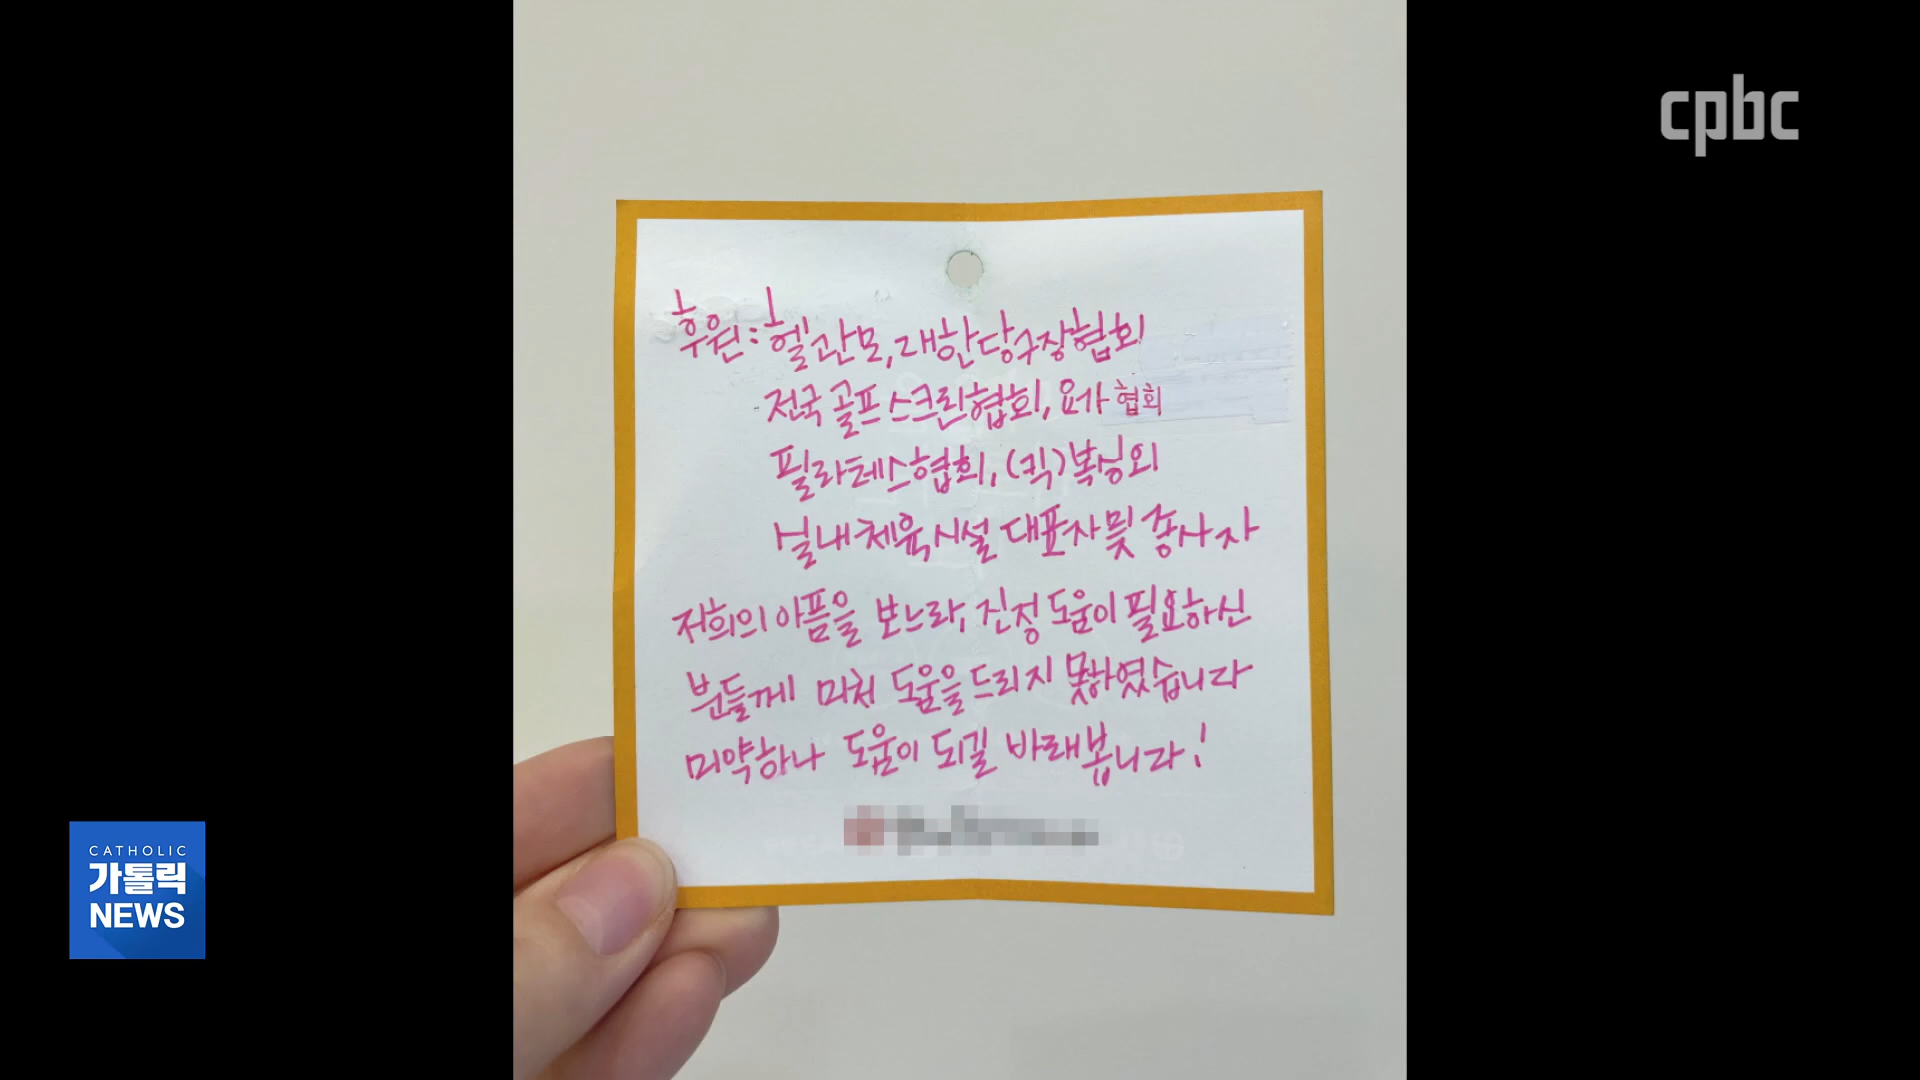 cpbc
후원: 헬관모, 대한당구장협회
전국 골프스크린협회, 요가협회
필라테스협회, (킥)복싱외
실내체육시설 대표자 및 종사자
저희의 아픔을 보느라, 진정 도움이 필요하신
분들께 미처 도움을 드리지 못하였습니다
미약하나 도움이 되길 바래봅니다!
CATHOLIC
가톨릭
NEWS